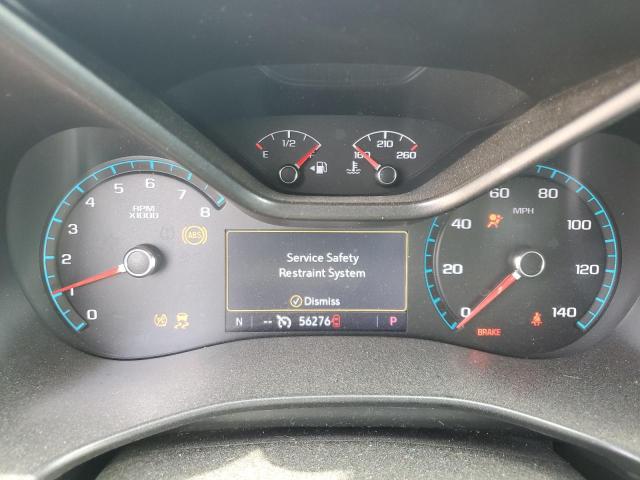 E 1/2
160 210 260
0 1 2 3 4 5 6 7 8
RPM
X1000
ABS
Service Safety
Restraint System
Dismiss
N -- 56276 P
0 20 40 60 80 100 120 140
MPH
BRAKE